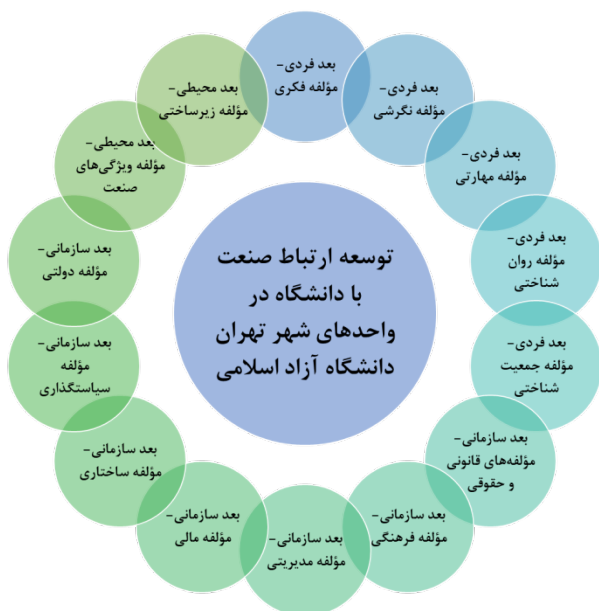 توسعه ارتباط صنعت
با دانشگاه در
واحدهای شهر تهران
دانشگاه آزاد اسلامی
بعد فردی-
مؤلفه فکری
بعد فردی-
مؤلفه نگرشی
بعد فردی-
مؤلفه مهارتی
بعد فردی-
مؤلفه روان
شناختی
بعد فردی-
مؤلفه جمعیت
شناختی
بعد سازمانی-
مؤلفه‌های قانونی
و حقوقی
بعد سازمانی-
مؤلفه فرهنگی
بعد سازمانی-
مؤلفه مدیریتی
بعد سازمانی-
مؤلفه مالی
بعد سازمانی-
مؤلفه ساختاری
بعد سازمانی-
مؤلفه
سیاستگذاری
بعد سازمانی-
مؤلفه دولتی
بعد محیطی-
مؤلفه ویژگی‌های
صنعت
بعد محیطی-
مؤلفه زیرساختی